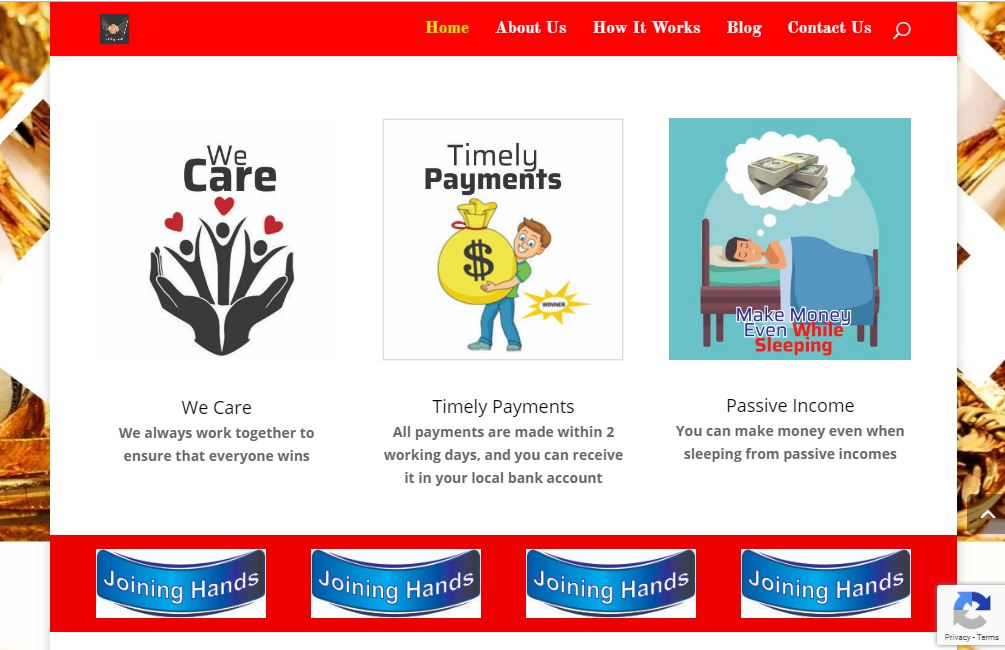 Home About Us How It Works Blog Contact Us
We
Care
Timely
Payments
$
WINNER
Make Money
Even While
Sleeping
We Care
We always work together to
ensure that everyone wins
Timely Payments
All payments are made within 2
working days, and you can receive
it in your local bank account
Passive Income
You can make money even when
sleeping from passive incomes
Joining Hands Joining Hands Joining Hands Joining Hands
Privacy - Terms